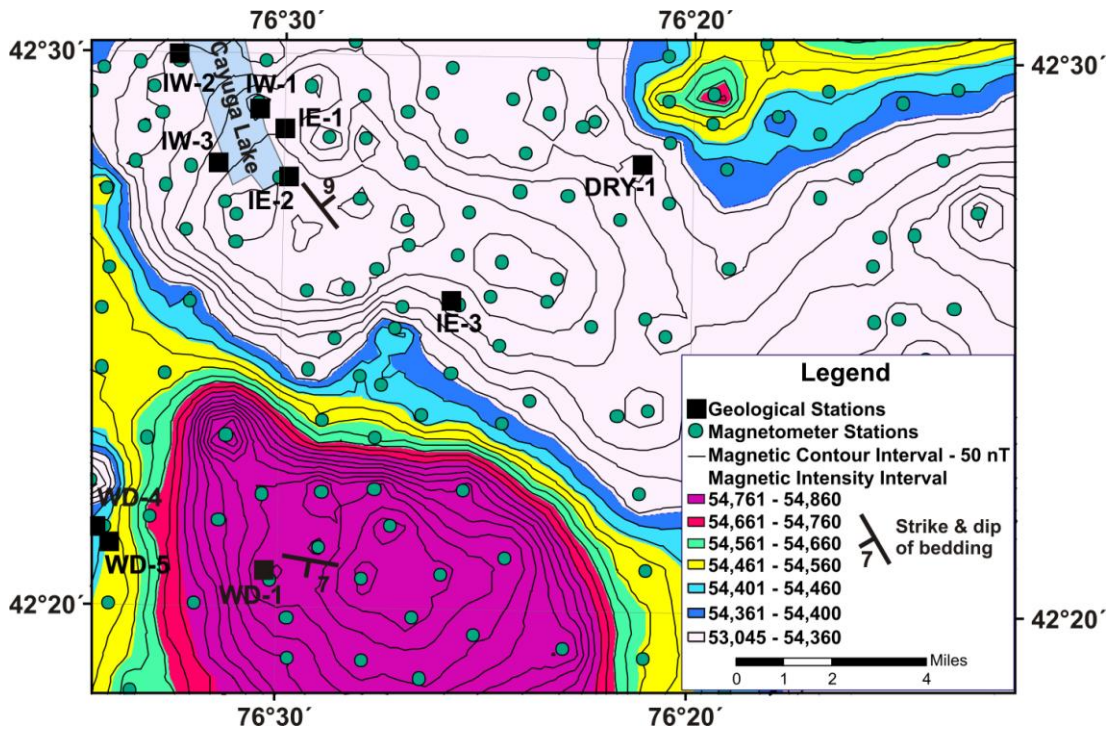 76°30´ 76°20´
42°30´ 42°30´
Cayuga Lake
IW-2 IW-1
IE-1
IW-3
IE-2
9
DRY-1
IE-3
Legend
Geological Stations
Magnetometer Stations
Magnetic Contour Interval - 50 nT
Magnetic Intensity Interval
54,761 - 54,860
54,661 - 54,760
54,561 - 54,660
54,461 - 54,560
54,401 - 54,460
54,361 - 54,400
53,045 - 54,360
Strike & dip
of bedding
7
Miles
0 1 2 4
WD-4
WD-5
WD-1
7
42°20´ 42°20´
76°30´ 76°20´